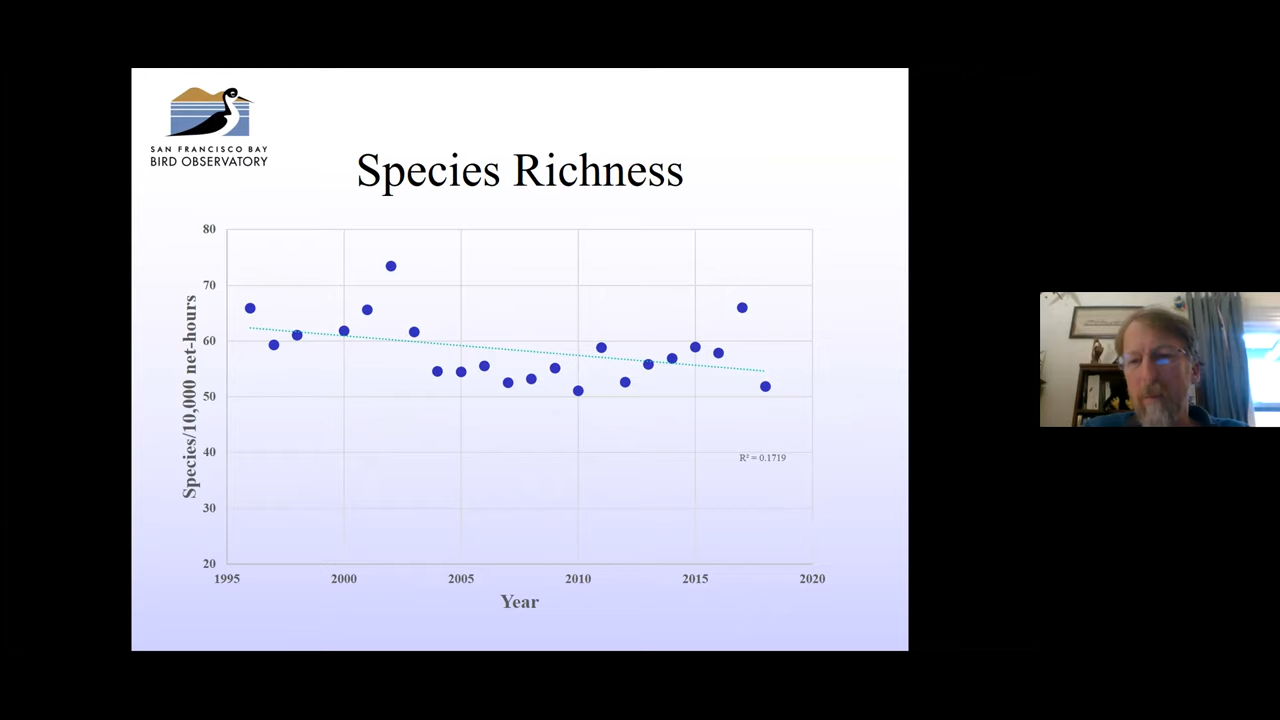 SAN FRANCISCO BAY
BIRD OBSERVATORY
Species Richness
Species/10,000 net-hours
80
70
60
50
40
30
20
R² = 0.1719
1995 2000 2005 2010 2015 2020
Year